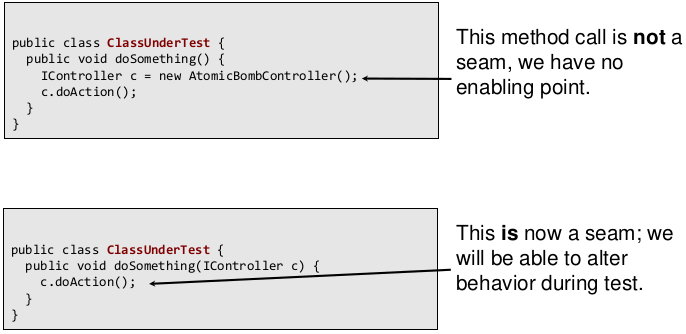 public class ClassUnderTest {
public void doSomething() {
IController c = new AtomicBombController();
c.doAction();
}
}
This method call is not a
seam, we have no
enabling point.
public class ClassUnderTest {
public void doSomething(IController c) {
c.doAction();
}
}
This is now a seam; we
will be able to alter
behavior during test.